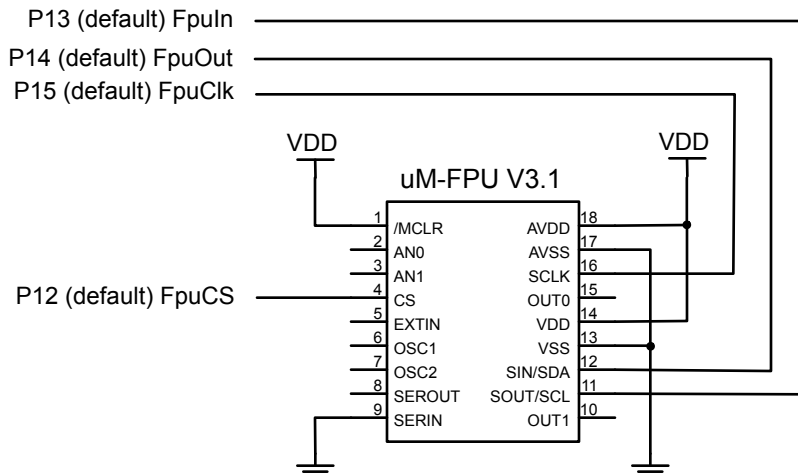 P13 (default) FpuIn
P14 (default) FpuOut
P15 (default) FpuClk
VDD
VDD
uM-FPU V3.1
1 /MCLR AVDD 18
2 AN0 AVSS 17
3 AN1 SCLK 16
P12 (default) FpuCS 4 CS OUT0 15
5 EXTIN VDD 14
6 OSC1 VSS 13
7 OSC2 SIN/SDA 12
8 SEROUT SOUT/SCL 11
9 SERIN OUT1 10